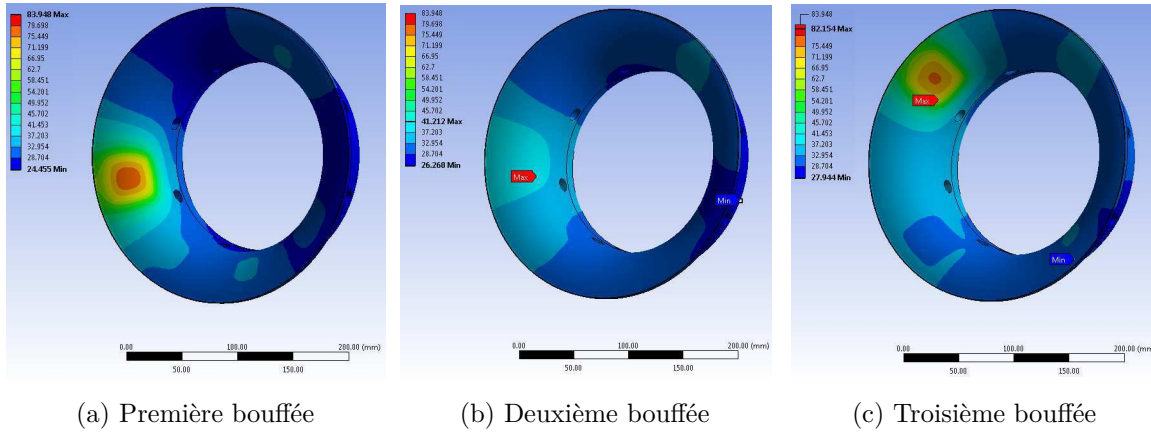 83.948 Max
79.698
75.449
71.199
66.95
62.7
58.451
54.201
49.952
45.702
41.453
37.203
32.954
28.704
24.455 Min
0.00 100.00 200.00 (mm)
50.00 150.00
(a) Première bouffée
83.948
79.698
75.449
71.199
66.95
62.7
58.451
54.201
49.952
45.702
41.212 Max
37.203
32.954
28.704
26.268 Min
Max
Min
0.00 100.00 200.00 (mm)
50.00 150.00
(b) Deuxième bouffée
83.948
82.154 Max
75.449
71.199
66.95
62.7
58.451
54.201
49.952
45.702
41.453
37.203
32.954
28.704
27.944 Min
Max
Min
0.00 100.00 200.00 (mm)
50.00 150.00
(c) Troisième bouffée